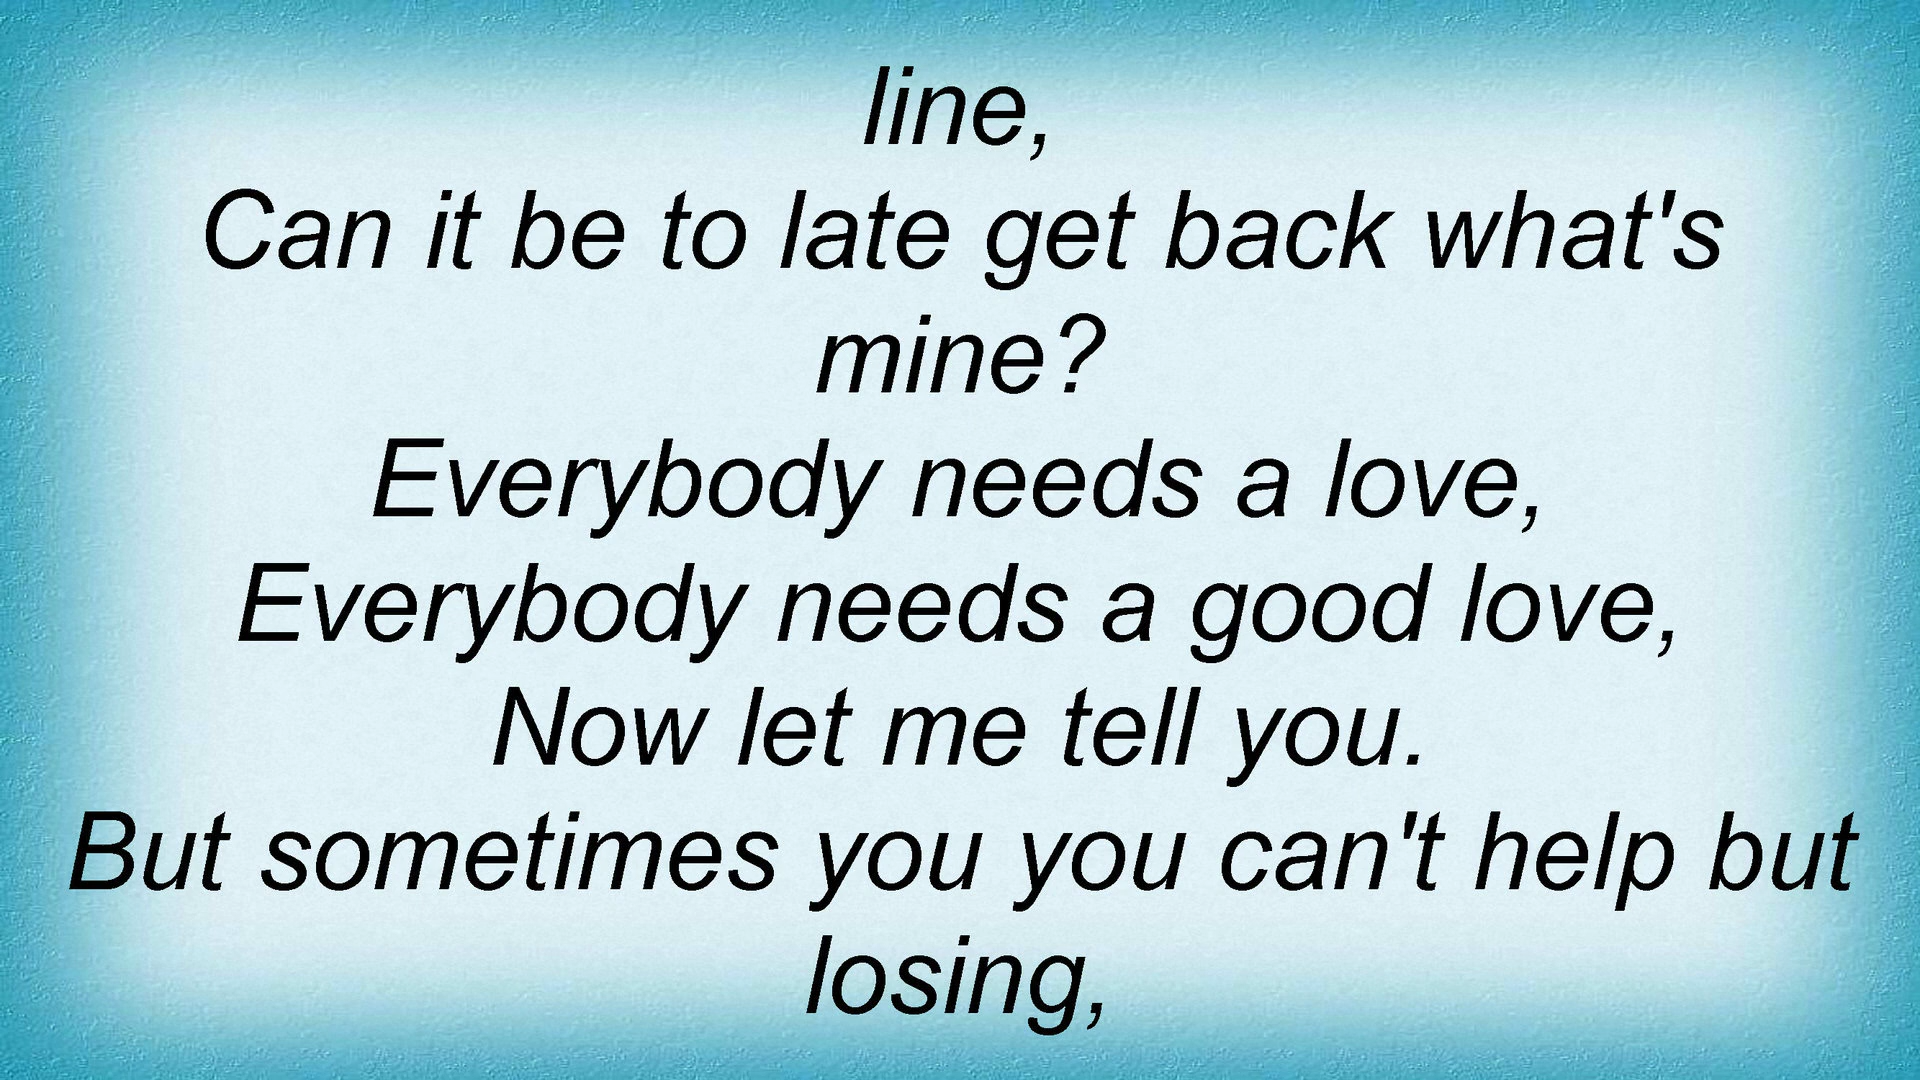 line,
Can it be to late get back what's
mine?
Everybody needs a love,
Everybody needs a good love,
Now let me tell you.
But sometimes you you can't help but
losing,